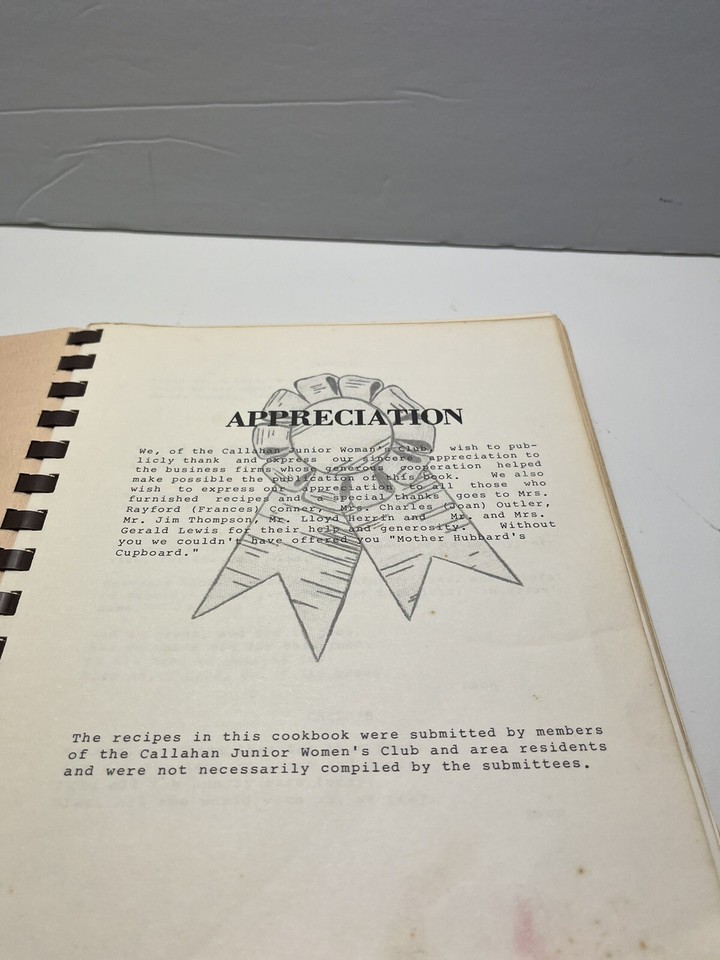 APPRECIATION
We, of the Callahan Junior Woman's Club, wish to pub-
licly thank and express our sincere appreciation to
the business firms whose generous cooperation helped
make possible the publication of this book. We also
wish to express our appreciation to all those who
furnished recipes and a special thanks goes to Mrs.
Rayford (Frances) Conner, Mrs. Charles (Joan) Outler,
Mr. Jim Thompson, Mr. Lloyd Herrin and Mr. and Mrs.
Gerald Lewis for their help and generosity. Without
you we couldn't have offered you "Mother Hubbard's
Cupboard."
The recipes in this cookbook were submitted by members
of the Callahan Junior Women's Club and area residents
and were not necessarily compiled by the submittees.